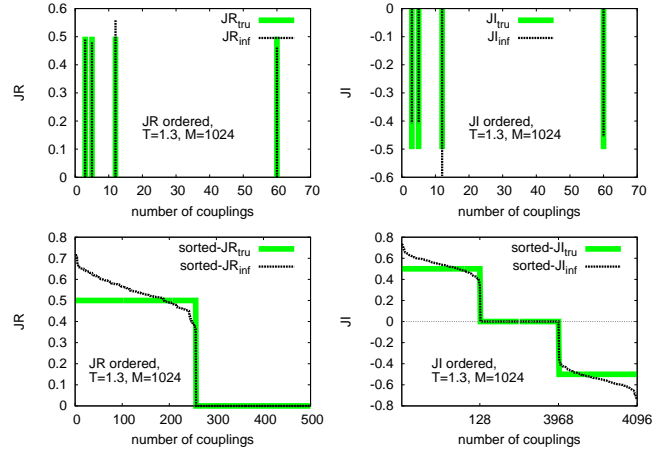 0.6
0.5
0.4
0.3
0.2
0.1
0
JR
JR_tru
JR_inf
JR ordered,
T=1.3, M=1024
0 10 20 30 40 50 60 70
number of couplings
0
-0.1
-0.2
-0.3
-0.4
-0.5
-0.6
JI
JI_tru
JI_inf
JI ordered,
T=1.3, M=1024
0 10 20 30 40 50 60 70
number of couplings
0.8
0.7
0.6
0.5
0.4
0.3
0.2
0.1
0
JR
sorted-JR_tru
sorted-JR_inf
JR ordered,
T=1.3, M=1024
0 100 200 300 400 500
number of couplings
0.8
0.6
0.4
0.2
0
-0.2
-0.4
-0.6
-0.8
JI
sorted-JI_tru
sorted-JI_inf
JI ordered,
T=1.3, M=1024
128 3968 4096
number of couplings